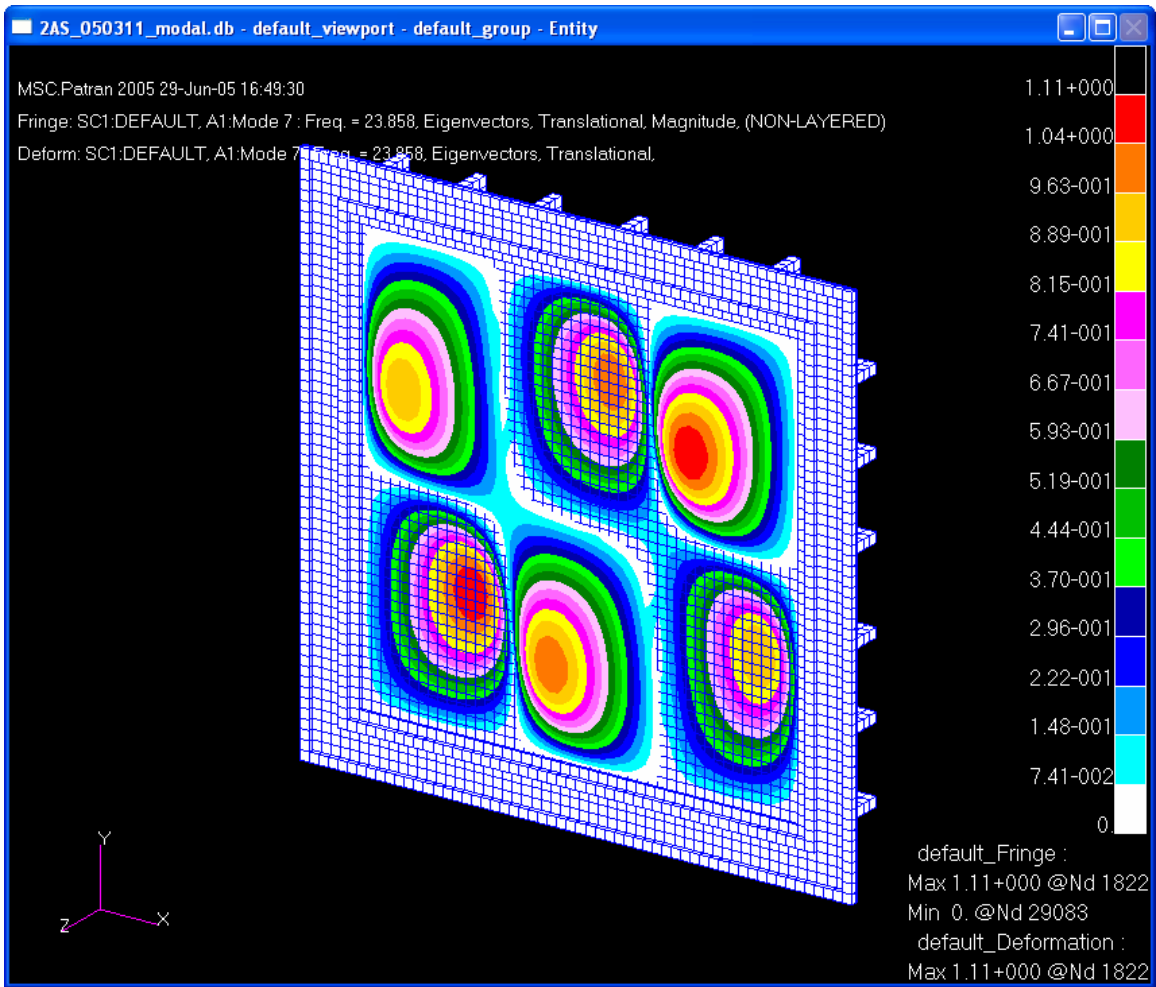 2AS_050311_modal.db - default_viewport - default_group - Entity
MSC.Patran 2005 29-Jun-05 16:49:30
Fringe: SC1:DEFAULT, A1:Mode 7 : Freq. = 23.858, Eigenvectors, Translational, Magnitude, (NON-LAYERED)
Deform: SC1:DEFAULT, A1:Mode 7 : Freq. = 23.858, Eigenvectors, Translational,
1.11+000
1.04+000
9.63-001
8.89-001
8.15-001
7.41-001
6.67-001
5.93-001
5.19-001
4.44-001
3.70-001
2.96-001
2.22-001
1.48-001
7.41-002
0.
default_Fringe :
Max 1.11+000 @Nd 1822
Min 0. @Nd 29083
default_Deformation :
Max 1.11+000 @Nd 1822
Y
Z
X